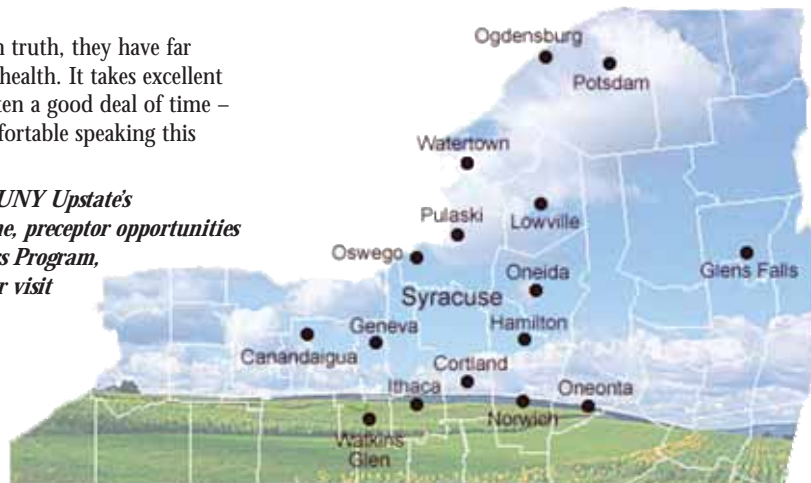 n truth, they have far
health. It takes excellent
ten a good deal of time –
fortable speaking this
UNY Upstate's
ne, preceptor opportunities
ss Program,
r visit
Ogdensburg
Potsdam
Watertown
Pulaski
Lowville
Oswego
Oneida
Glens Falls
Syracuse
Geneva
Hamilton
Canandaigua
Cortland
Ithaca
Oneonta
Norwich
Watkins
Glen